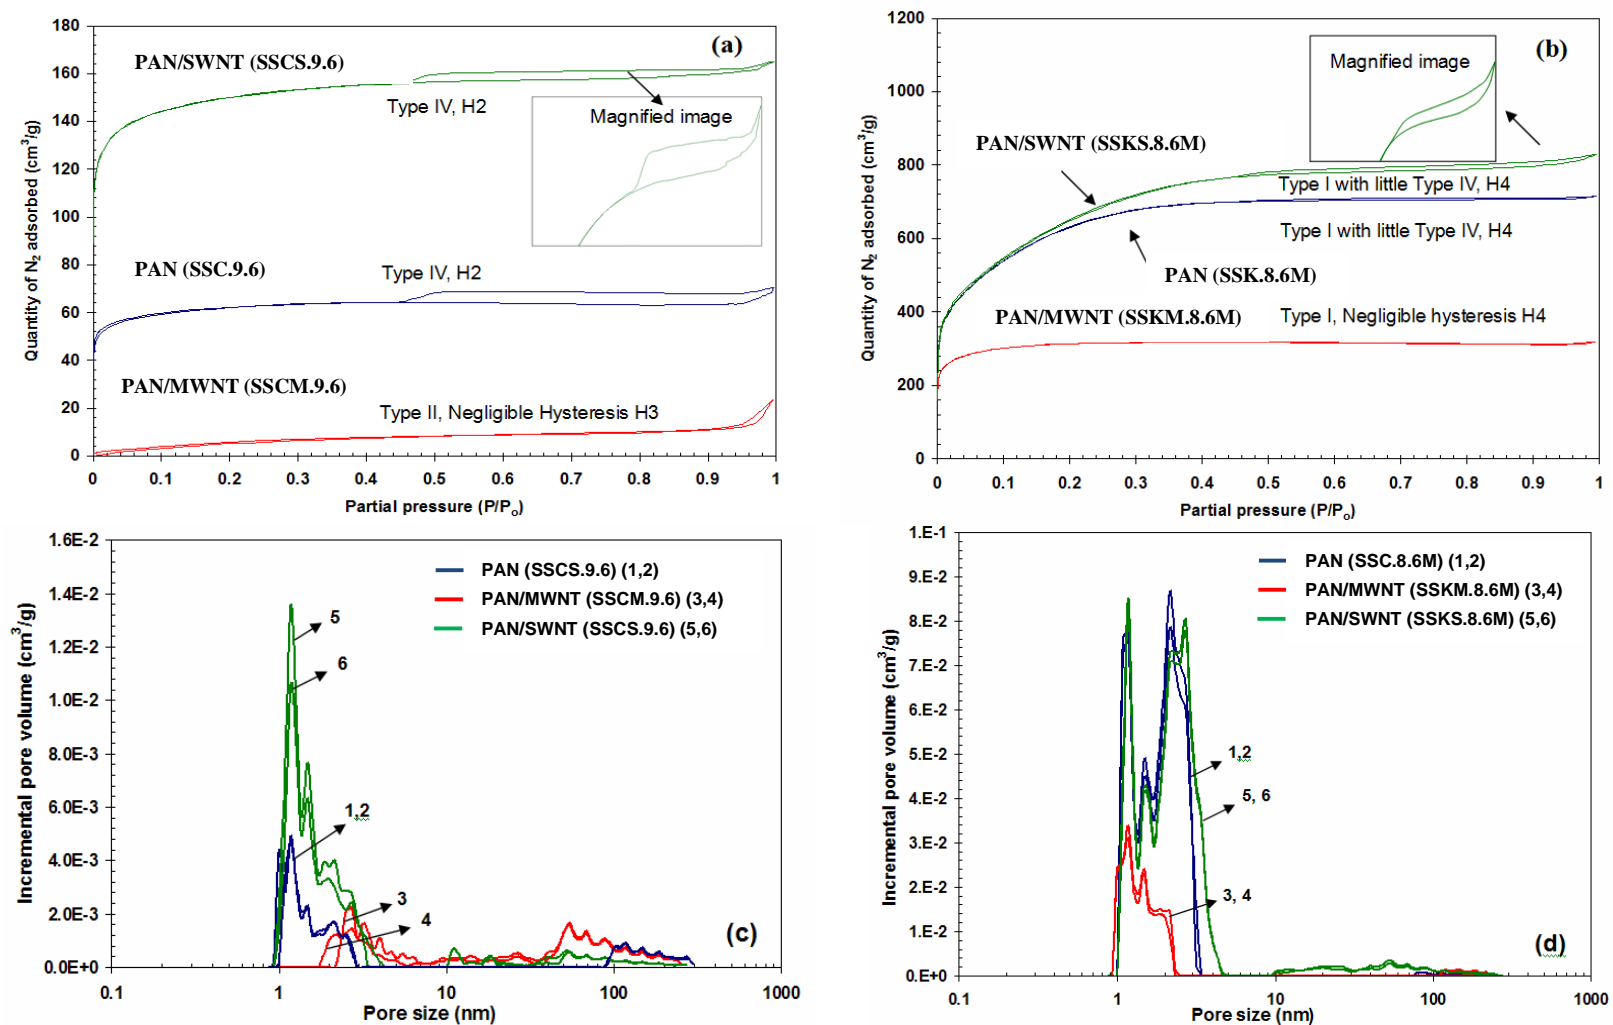 180
160
140
120
100
80
60
40
20
0
Quantity of N₂ adsorbed (cm³/g)
(a)
PAN/SWNT (SSCS.9.6)
Type IV, H2
Magnified image
PAN (SSC.9.6)
Type IV, H2
PAN/MWNT (SSCM.9.6)
Type II, Negligible Hysteresis H3
0 0.1 0.2 0.3 0.4 0.5 0.6 0.7 0.8 0.9 1
Partial pressure (P/Pₒ)
1200
1000
800
600
400
200
0
Quantity of N₂ adsorbed (cm³/g)
(b)
Magnified image
PAN/SWNT (SSKS.8.6M)
Type I with little Type IV, H4
Type I with little Type IV, H4
PAN (SSK.8.6M)
PAN/MWNT (SSKM.8.6M)
Type I, Negligible hysteresis H4
0 0.1 0.2 0.3 0.4 0.5 0.6 0.7 0.8 0.9 1
Partial pressure (P/Pₒ)
1.6E-2
1.4E-2
1.2E-2
1.0E-2
8.0E-3
6.0E-3
4.0E-3
2.0E-3
0.0E+0
Incremental pore volume (cm³/g)
PAN (SSCS.9.6) (1,2)
PAN/MWNT (SSCM.9.6) (3,4)
PAN/SWNT (SSCS.9.6) (5,6)
5
6
1,2
3
4
(c)
0.1 1 10 100 1000
Pore size (nm)
1.E-1
9.E-2
8.E-2
7.E-2
6.E-2
5.E-2
4.E-2
3.E-2
2.E-2
1.E-2
0.E+0
Incremental pore volume (cm³/g)
PAN (SSC.8.6M) (1,2)
PAN/MWNT (SSKM.8.6M) (3,4)
PAN/SWNT (SSKS.8.6M) (5,6)
1,2
5, 6
3, 4
(d)
0.1 1 10 100 1000
Pore size (nm)